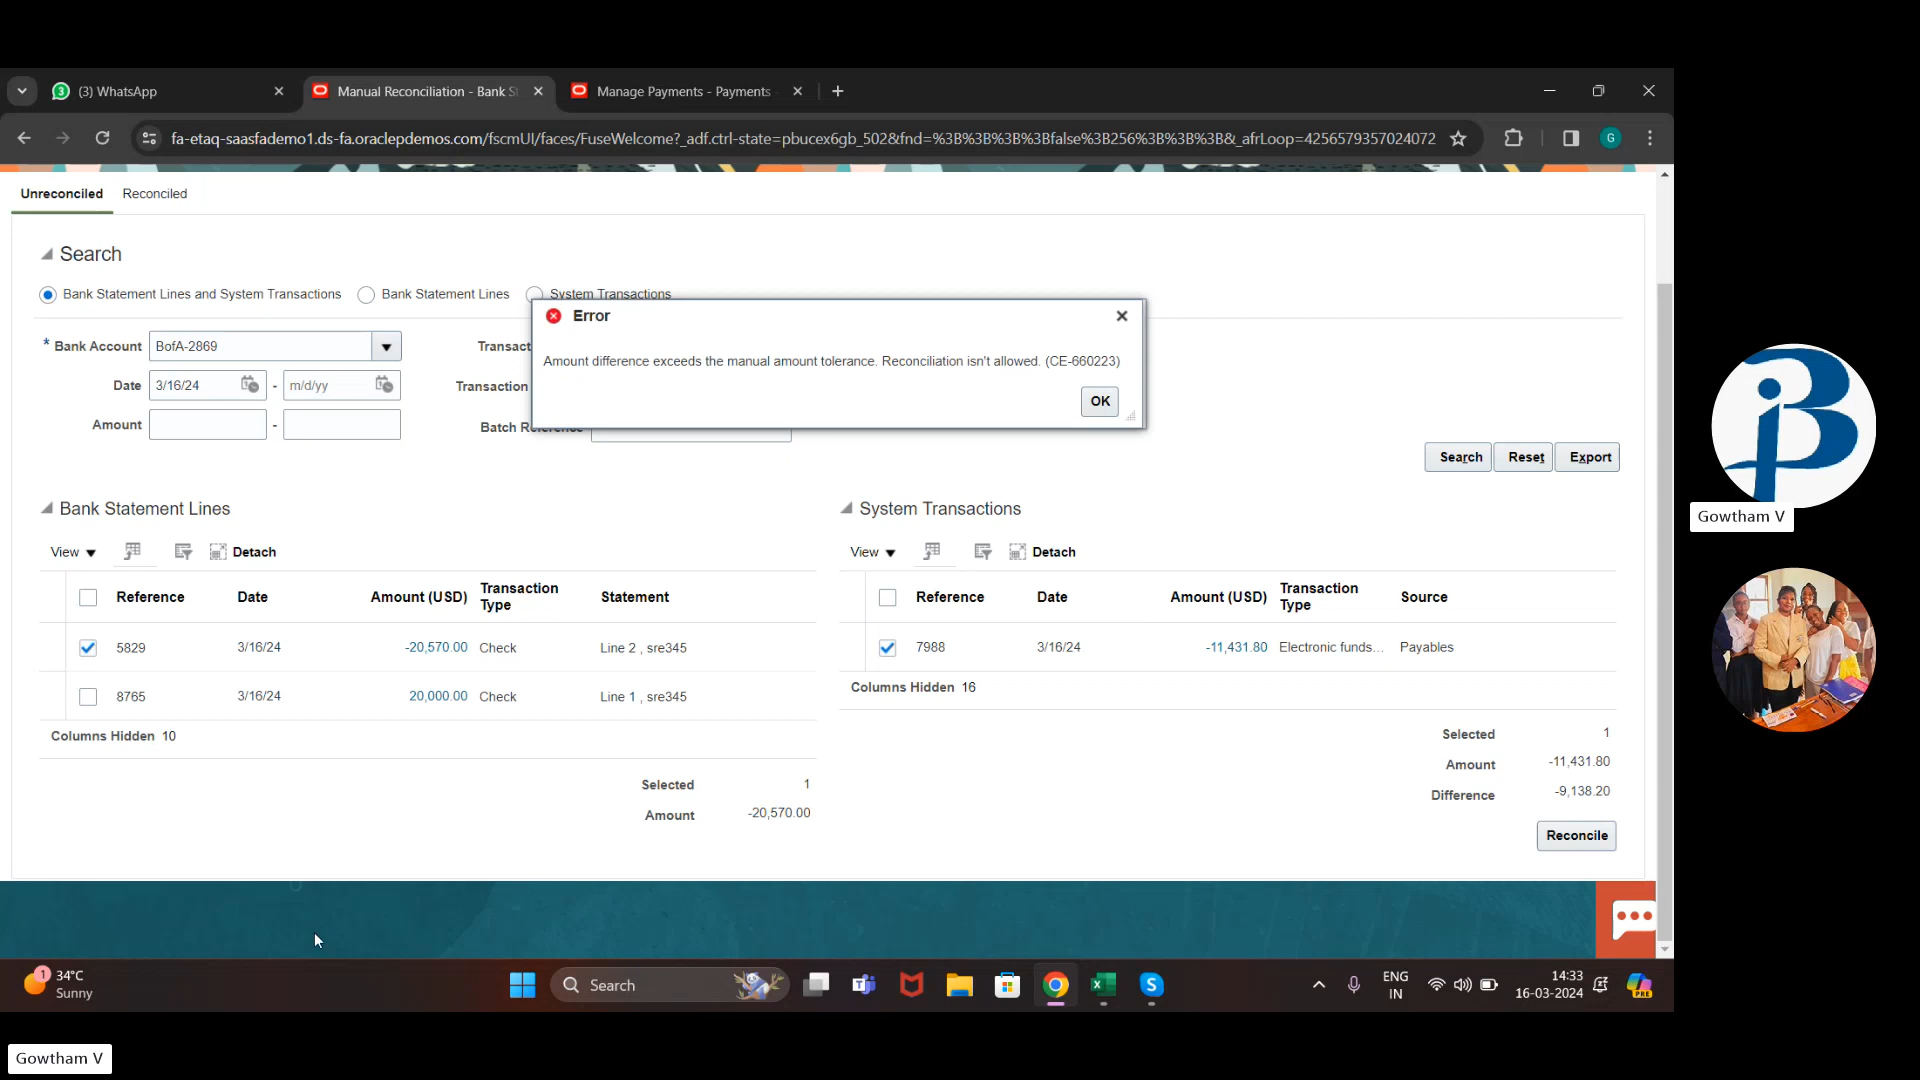 (3) WhatsApp
Manual Reconciliation - Bank S
Manage Payments - Payments
fa-etaq-saasfademo1.ds-fa.oraclepdemos.com/fscmUI/faces/FuseWelcome?_adf.ctrl-state=pbucex6gb_502&fnd=%3B%3B%3B%3Bfalse%3B256%3B%3B%3B&_afrLoop=4256579357024072
G
Unreconciled Reconciled
Search
Bank Statement Lines and System Transactions Bank Statement Lines System Transactions
Error
* Bank Account BofA-2869 Transact
Amount difference exceeds the manual amount tolerance. Reconciliation isn't allowed. (CE-660223)
Date 3/16/24 - m/d/yy Transaction
OK
Amount - Batch Reference
Search Reset Export
Bank Statement Lines
View Detach
Reference Date Amount (USD) Transaction Type Statement
5829 3/16/24 -20,570.00 Check Line 2 , sre345
8765 3/16/24 20,000.00 Check Line 1 , sre345
Columns Hidden 10
Selected 1
Amount -20,570.00
System Transactions
View Detach
Reference Date Amount (USD) Transaction Type Source
7988 3/16/24 -11,431.80 Electronic funds... Payables
Columns Hidden 16
Selected 1
Amount -11,431.80
Difference -9,138.20
Reconcile
Gowtham V
1
34°C
Sunny
Search
ENG
IN
14:33
16-03-2024
PRE
Gowtham V